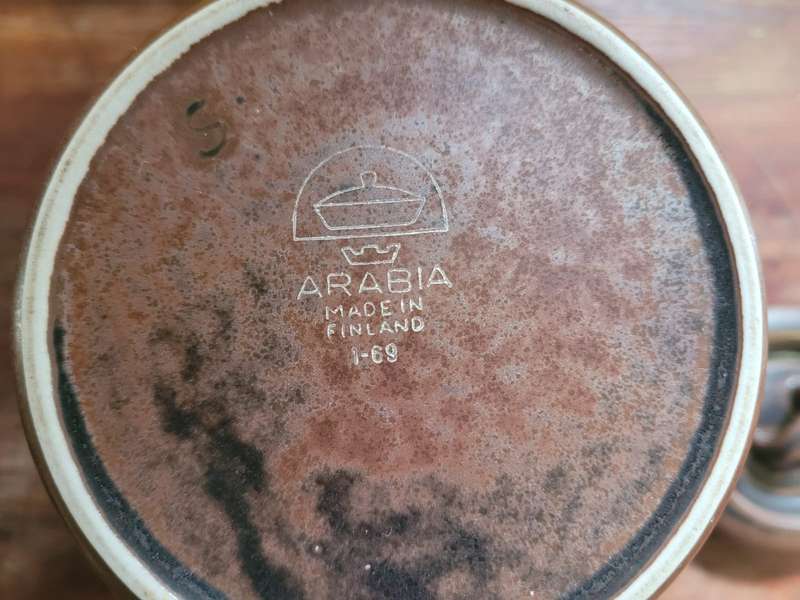 S
ARABIA
MADE IN
FINLAND
1-69